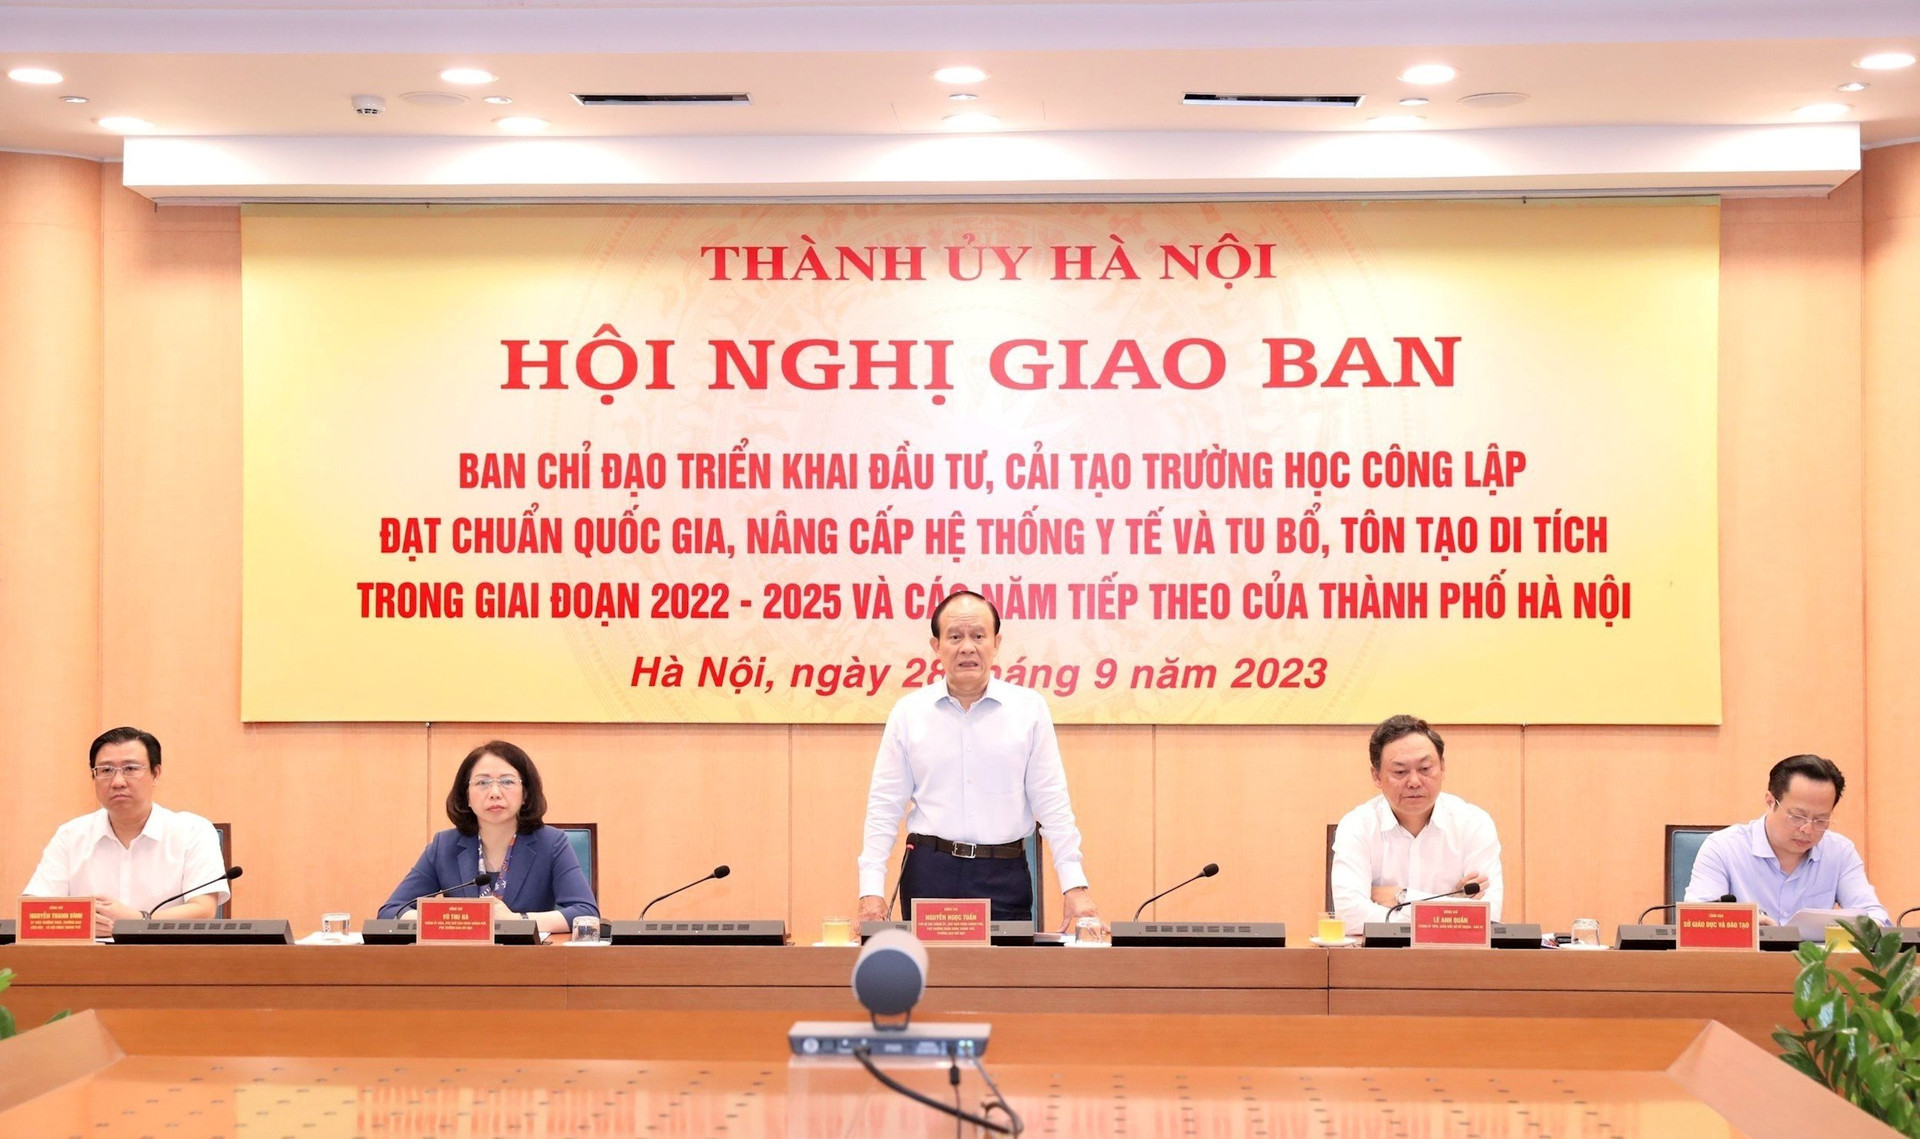 THÀNH ỦY HÀ NỘI
HỘI NGHỊ GIAO BAN
BAN CHỈ ĐẠO TRIỂN KHAI ĐẦU TƯ, CẢI TẠO TRƯỜNG HỌC CÔNG LẬP
ĐẠT CHUẨN QUỐC GIA, NÂNG CẤP HỆ THỐNG Y TẾ VÀ TU BỔ, TÔN TẠO DI TÍCH
TRONG GIAI ĐOẠN 2022 - 2025 VÀ CÁC NĂM TIẾP THEO CỦA THÀNH PHỐ HÀ NỘI
Hà Nội, ngày 28 tháng 9 năm 2023
VŨ THU HÀ
NGUYỄN NGỌC TUẤN
LÊ ANH QUÂN
SỞ GIÁO DỤC VÀ ĐÀO TẠO